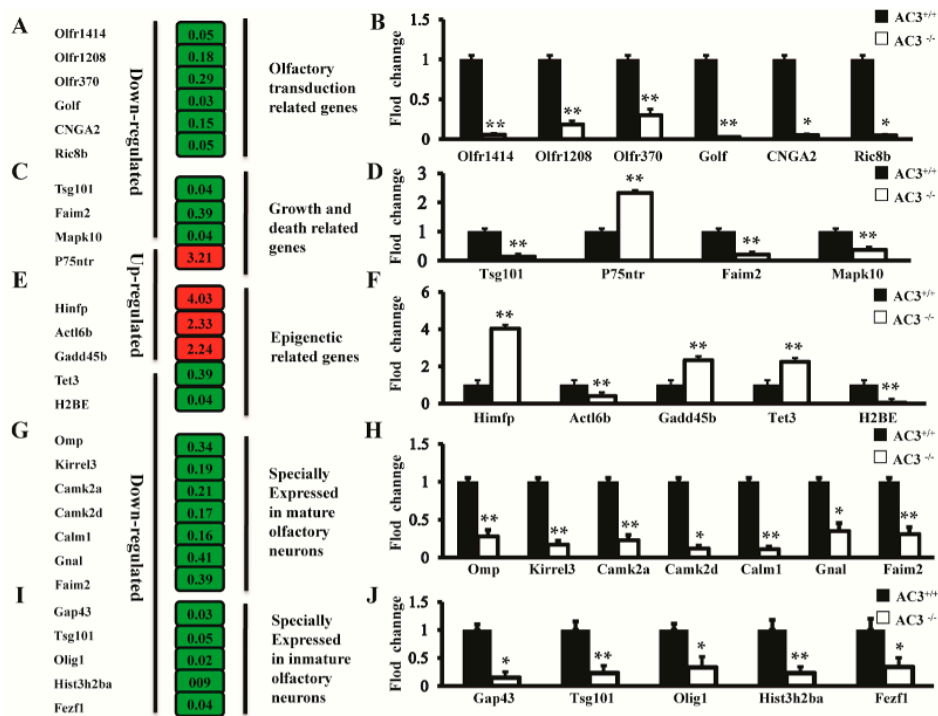 A
Olfr1414
Olfr1208
Olfr370
Golf
CNGA2
Ric8b
Down-regulated
0.05
0.18
0.29
0.03
0.15
0.05
Olfactory
transduction
related genes
B
AC3+/+
AC3 -/-
Flod channge
1
0.5
0
**
**
**
**
*
*
Olfr1414 Olfr1208 Olfr370 Golf CNGA2 Ric8b
C
Tsg101
Faim2
Mapk10
P75ntr
0.04
0.39
0.04
3.21
Growth and
death related
genes
D
AC3+/+
AC3 -/-
Flod channge
3
2
1
0
**
**
**
**
Tsg101 P75ntr Faim2 Mapk10
E
Up-regulated
Hinfp
Actl6b
Gadd45b
Tet3
H2BE
4.03
2.33
2.24
0.39
0.04
Epigenetic
related genes
F
AC3+/+
AC3 -/-
Flod channge
6
4
2
0
**
**
**
**
**
Himfp Actl6b Gadd45b Tet3 H2BE
G
Omp
Kirrel3
Camk2a
Camk2d
Calm1
Gnal
Faim2
Down-regulated
0.34
0.19
0.21
0.17
0.16
0.41
0.39
Specially
Expressed
in mature
olfactory
neurons
H
AC3+/+
AC3 -/-
Flod channge
1.5
1
0.5
0
**
**
**
*
**
*
**
Omp Kirrel3 Camk2a Camk2d Calm1 Gnal Faim2
I
Gap43
Tsg101
Olig1
Hist3h2ba
Fezf1
0.03
0.05
0.02
009
0.04
Specially
Expressed
in inmature
olfactory
neurons
J
AC3+/+
AC3 -/-
Flod channge
1.5
1
0.5
0
*
**
*
**
*
Gap43 Tsg101 Olig1 Hist3h2ba Fezf1